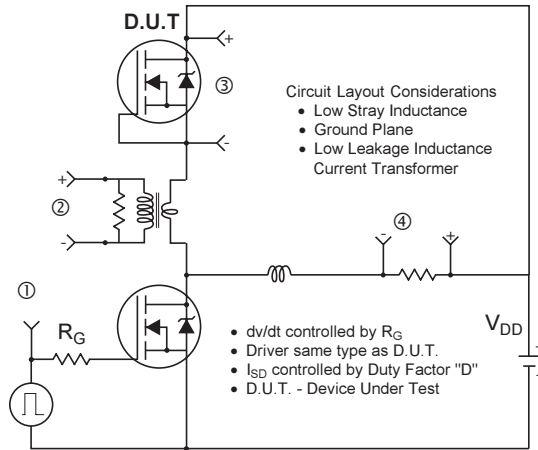 D.U.T
+
③
-
Circuit Layout Considerations
• Low Stray Inductance
• Ground Plane
• Low Leakage Inductance
Current Transformer
+
②
-
④
- +
①
R_G
• dv/dt controlled by R_G
• Driver same type as D.U.T.
• I_SD controlled by Duty Factor "D"
• D.U.T. - Device Under Test
V_DD
+
-